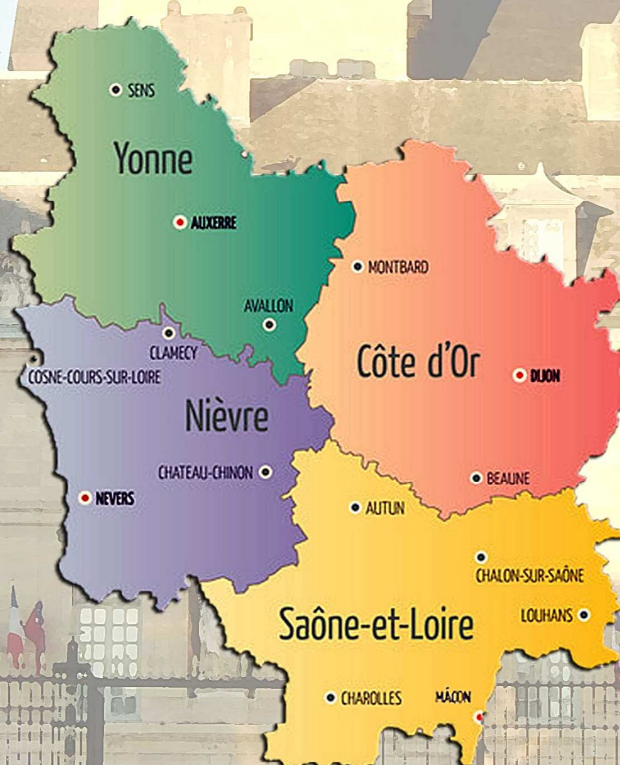 SENS
Yonne
AUXERRE
MONTBARD
AVALLON
CLAMECY
Côte d'Or
COSNE-COURS-SUR-LOIRE
DIJON
Nièvre
CHATEAU-CHINON
BEAUNE
NEVERS
AUTUN
CHALON-SUR-SAÔNE
LOUHANS
Saône-et-Loire
CHAROLLES
MÂCON